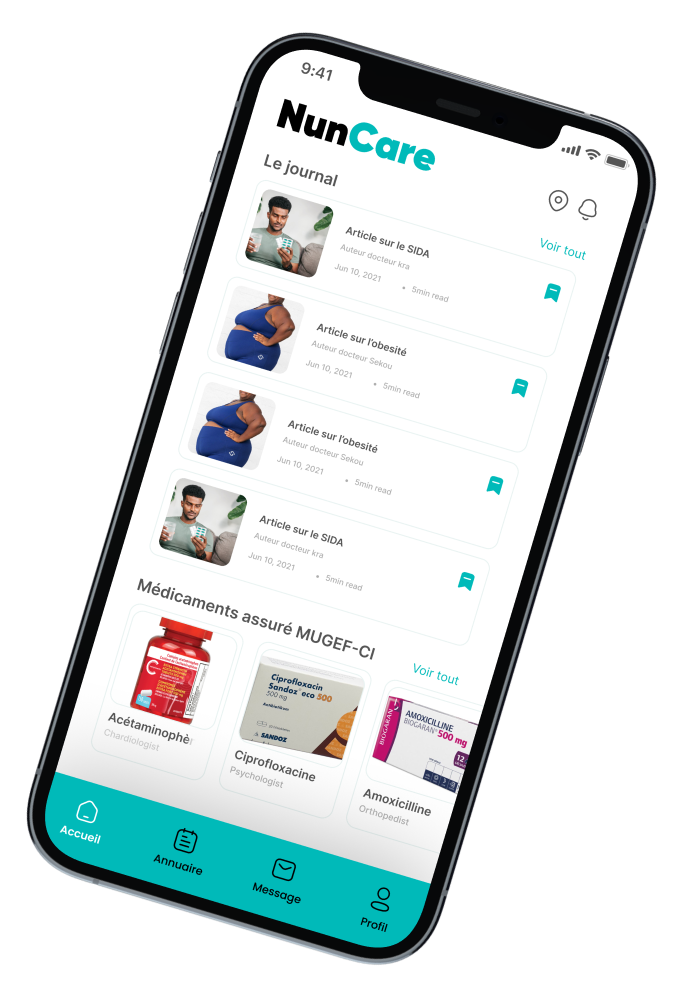 9:41
NunCare
Le journal
Voir tout
Article sur le SIDA
Auteur docteur kra
Jun 10, 2021 • 5min read
Article sur l'obesité
Auteur docteur Sekou
Jun 10, 2021 • 5min read
Article sur l'obesité
Auteur docteur Sekou
Jun 10, 2021 • 5min read
Article sur le SIDA
Auteur docteur kra
Jun 10, 2021 • 5min read
Médicaments assuré MUGEF-CI
Voir tout
Ciprofloxacin
Sandoz® eco 500
500 mg
Antibiotikum
SANDOZ
BIOGARAN
AMOXICILLINE
BIOGARAN® 500 mg
12
Acétaminophèr
Chardiologist
Ciprofloxacine
Psychologist
Amoxicilline
Orthopedist
Accueil
Annuaire
Message
Profil